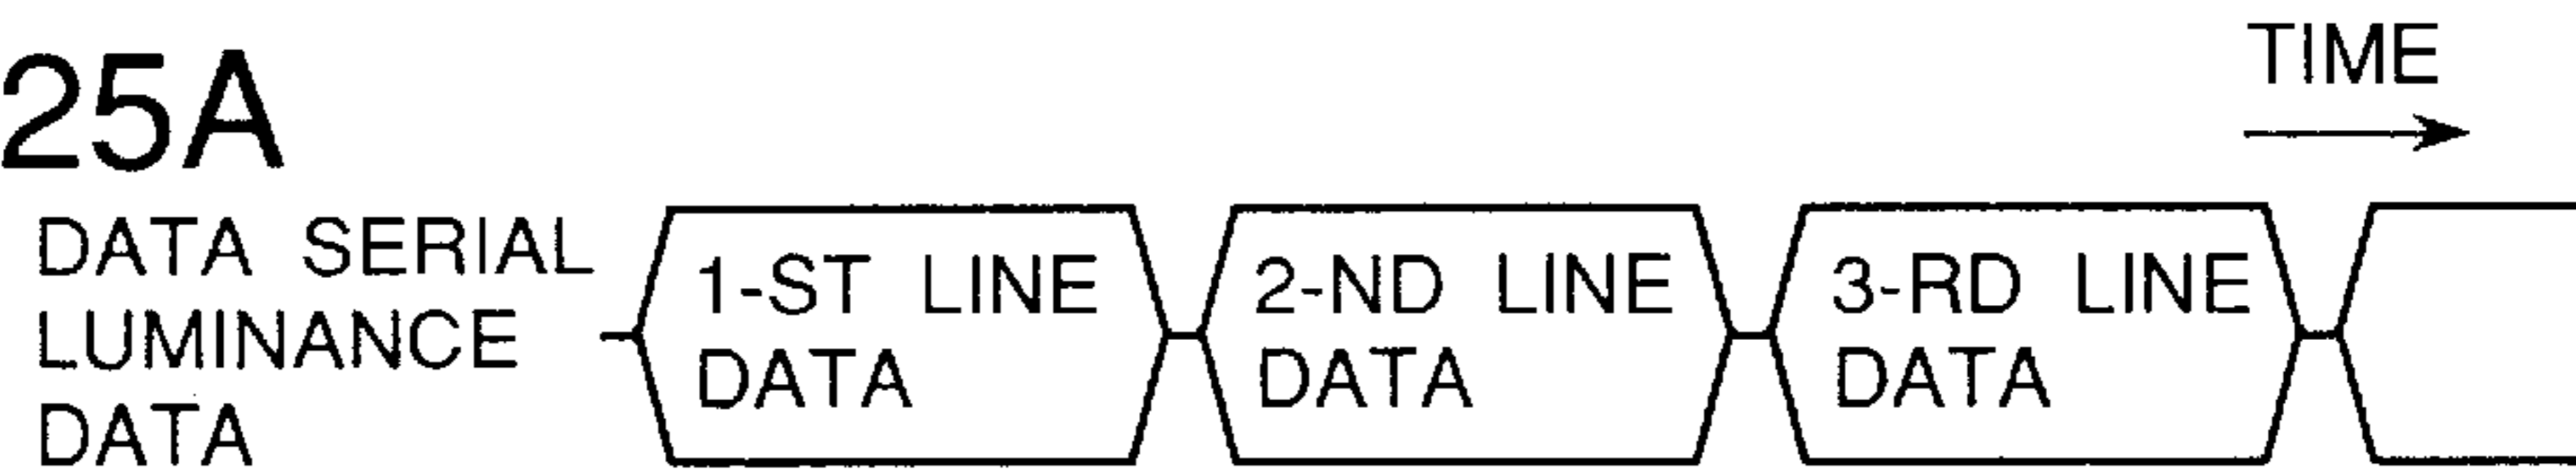 25A
TIME
DATA SERIAL
LUMINANCE
DATA
1-ST LINE
DATA
2-ND LINE
DATA
3-RD LINE
DATA